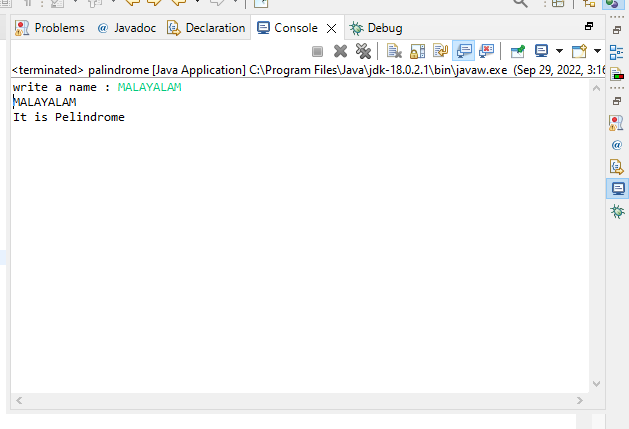 Problems @ Javadoc Declaration Console Debug
<terminated> palindrome [Java Application] C:\Program Files\Java\jdk-18.0.2.1\bin\javaw.exe (Sep 29, 2022, 3:16
write a name : MALAYALAM
MALAYALAM
It is Pelindrome